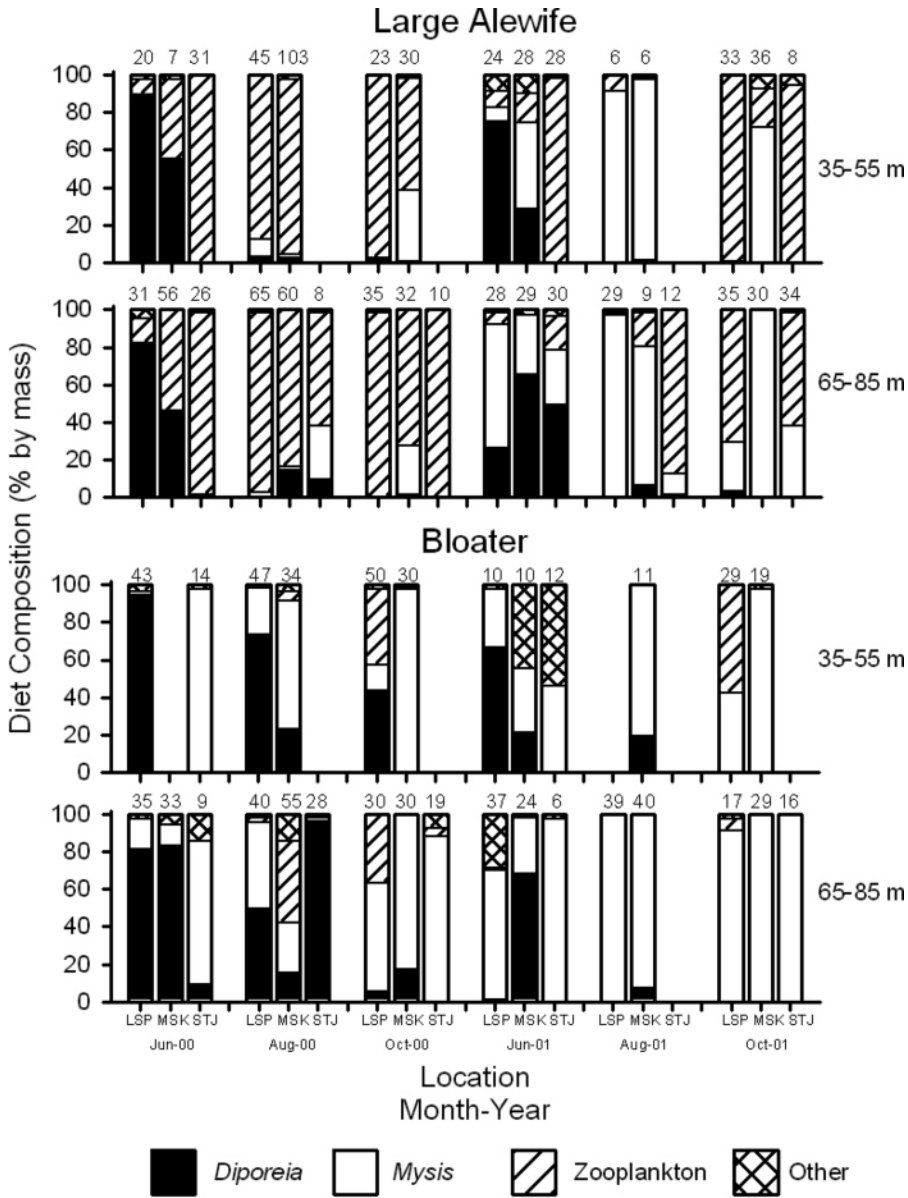 Large Alewife
20 7 31 45 103 23 30 24 28 28 6 6 33 36 8
100
80
60
40
20
0
35-55 m
31 56 26 65 60 8 35 32 10 28 29 30 29 9 12 35 30 34
100
80
60
40
20
0
65-85 m
Diet Composition (% by mass)
Bloater
43 14 47 34 50 30 10 10 12 11 29 19
100
80
60
40
20
0
35-55 m
35 33 9 40 55 28 30 30 19 37 24 6 39 40 17 29 16
100
80
60
40
20
0
65-85 m
LSP MSK STJ LSP MSK STJ LSP MSK STJ LSP MSK STJ LSP MSK STJ LSP MSK STJ
Jun-00 Aug-00 Oct-00 Jun-01 Aug-01 Oct-01
Location
Month-Year
Diporeia Mysis Zooplankton Other